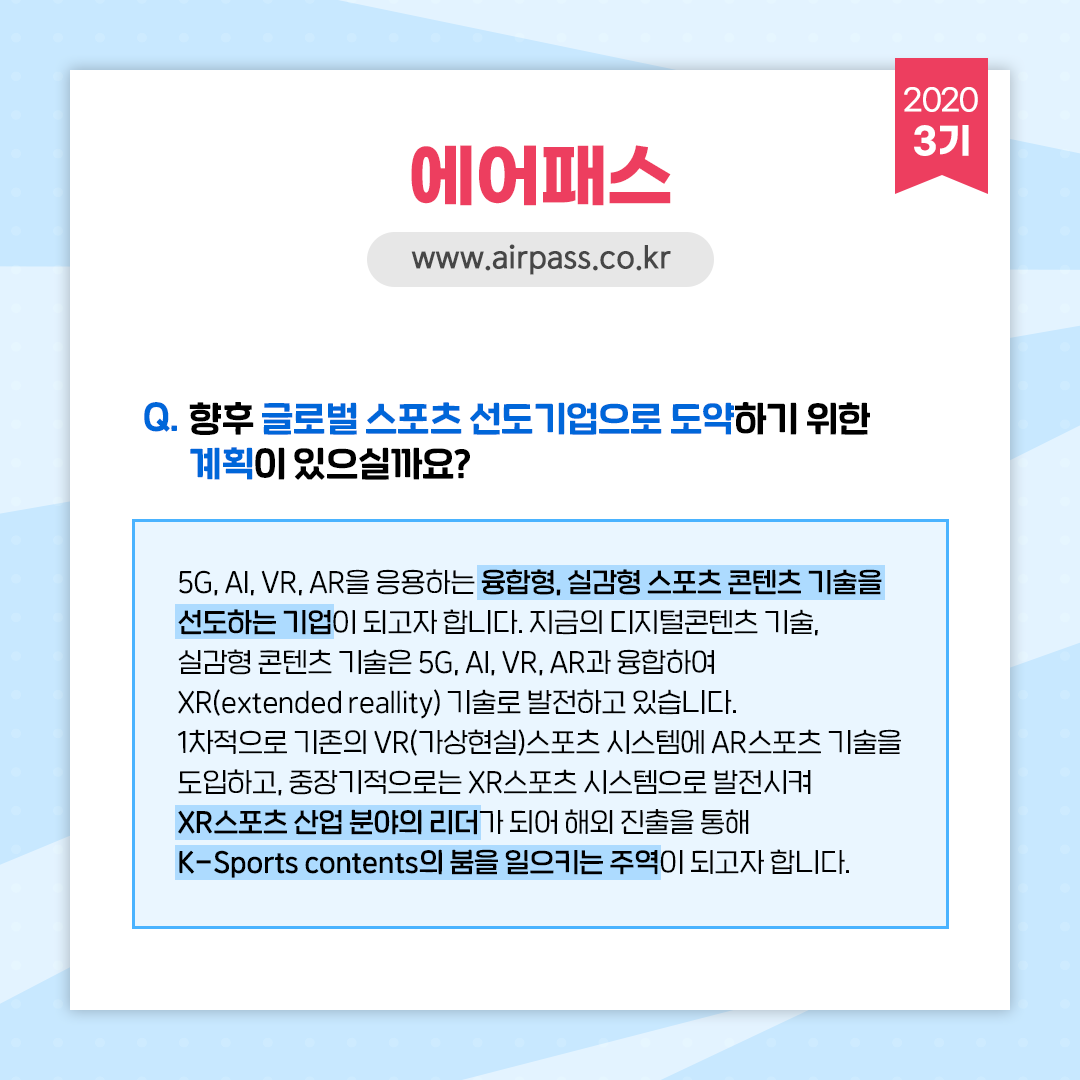 2020
3기
에어패스
www.airpass.co.kr
Q. 향후 글로벌 스포츠 선도기업으로 도약하기 위한
계획이 있으실까요?
5G, AI, VR, AR을 응용하는 융합형, 실감형 스포츠 콘텐츠 기술을
선도하는 기업이 되고자 합니다. 지금의 디지털콘텐츠 기술,
실감형 콘텐츠 기술은 5G, AI, VR, AR과 융합하여
XR(extended reallity) 기술로 발전하고 있습니다.
1차적으로 기존의 VR(가상현실)스포츠 시스템에 AR스포츠 기술을
도입하고, 중장기적으로는 XR스포츠 시스템으로 발전시켜
XR스포츠 산업 분야의 리더가 되어 해외 진출을 통해
K-Sports contents의 붐을 일으키는 주역이 되고자 합니다.